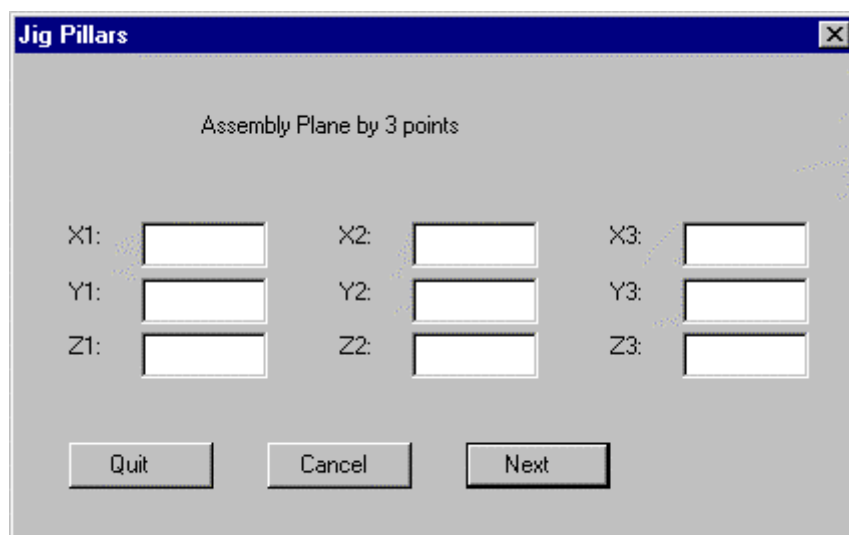 Jig Pillars
Assembly Plane by 3 points
X1: X2: X3:
Y1: Y2: Y3:
Z1: Z2: Z3:
Quit Cancel Next